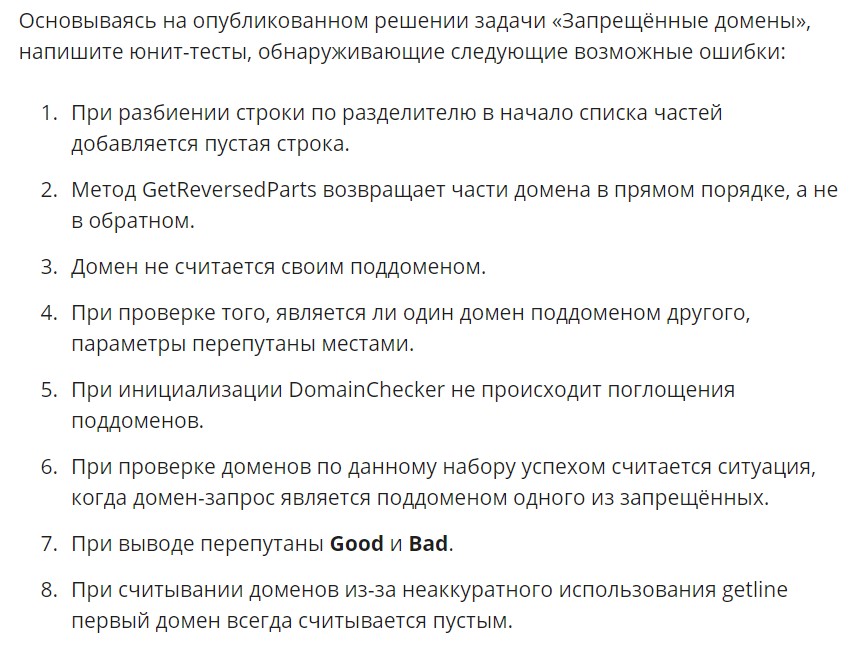 Основываясь на опубликованном решении задачи «Запрещённые домены»,
напишите юнит-тесты, обнаруживающие следующие возможные ошибки:
1. При разбиении строки по разделителю в начало списка частей
добавляется пустая строка.
2. Метод GetReversedParts возвращает части домена в прямом порядке, а не
в обратном.
3. Домен не считается своим поддоменом.
4. При проверке того, является ли один домен поддоменом другого,
параметры перепутаны местами.
5. При инициализации DomainChecker не происходит поглощения
поддоменов.
6. При проверке доменов по данному набору успехом считается ситуация,
когда домен-запрос является поддоменом одного из запрещённых.
7. При выводе перепутаны Good и Bad.
8. При считывании доменов из-за неаккуратного использования getline
первый домен всегда считывается пустым.